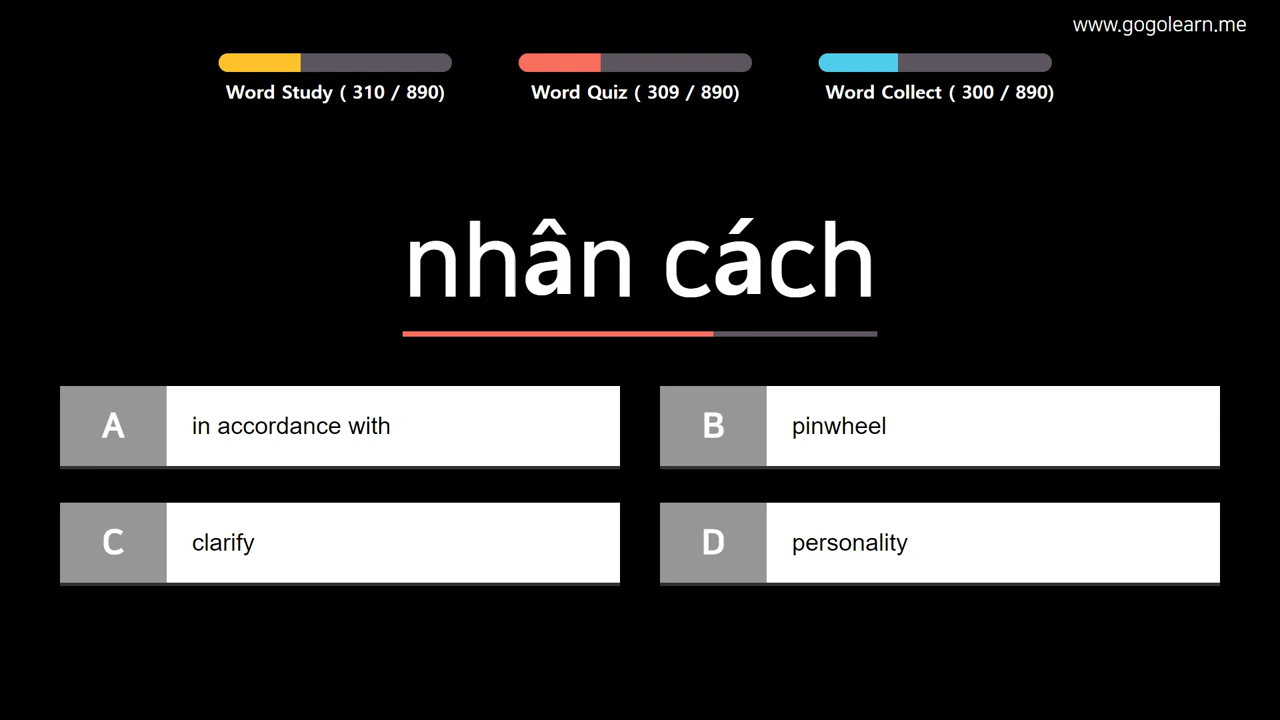 www.gogolearn.me
Word Study ( 310 / 890)
Word Quiz ( 309 / 890)
Word Collect ( 300 / 890)
nhân cách
A in accordance with
B pinwheel
C clarify
D personality